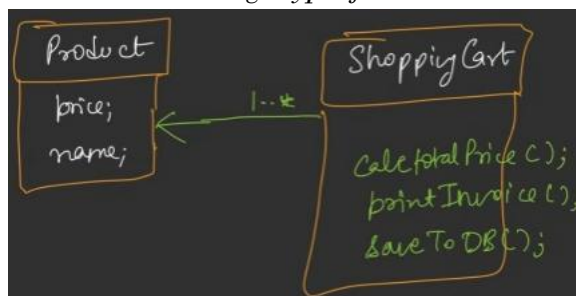 Product
price;
name;
1..*
ShoppingCart
calctotalPrice();
printInvoice();
saveToDB();